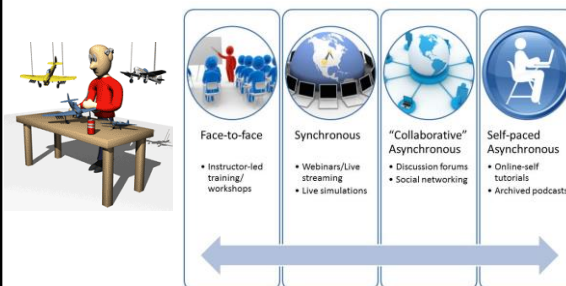 Face-to-face
• Instructor-led
training/
workshops
Synchronous
• Webinars/Live
streaming
• Live simulations
"Collaborative"
Asynchronous
• Discussion forums
• Social networking
Self-paced
Asynchronous
• Online-self
tutorials
• Archived podcasts